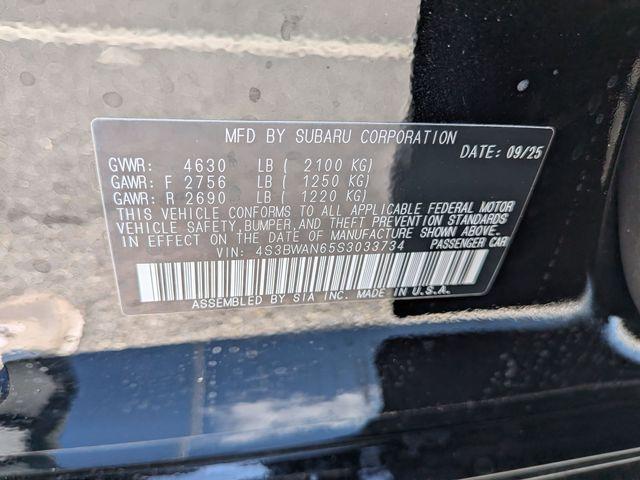 MFD BY SUBARU CORPORATION
DATE: 09/25
GVWR: 4630 LB ( 2100 KG)
GAWR: F 2756 LB ( 1250 KG)
GAWR: R 2690 LB ( 1220 KG)
THIS VEHICLE CONFORMS TO ALL APPLICABLE FEDERAL MOTOR
VEHICLE SAFETY, BUMPER, AND THEFT PREVENTION STANDARDS
IN EFFECT ON THE DATE OF MANUFACTURE SHOWN ABOVE.
VIN: 4S3BWAN65S3033734 PASSENGER CAR
ASSEMBLED BY SIA INC. MADE IN U.S.A.